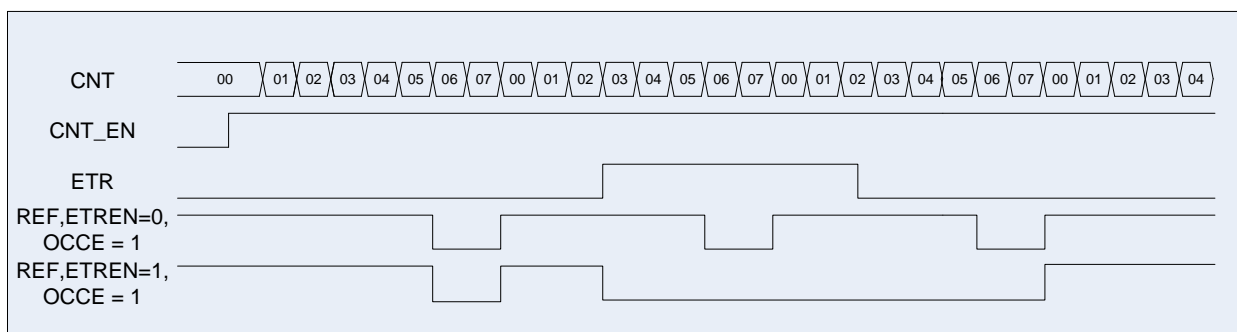 CNT 00 01 02 03 04 05 06 07 00 01 02 03 04 05 06 07 00 01 02 03 04 05 06 07 00 01 02 03 04
CNT_EN
ETR
REF,ETREN=0,
OCCE = 1
REF,ETREN=1,
OCCE = 1